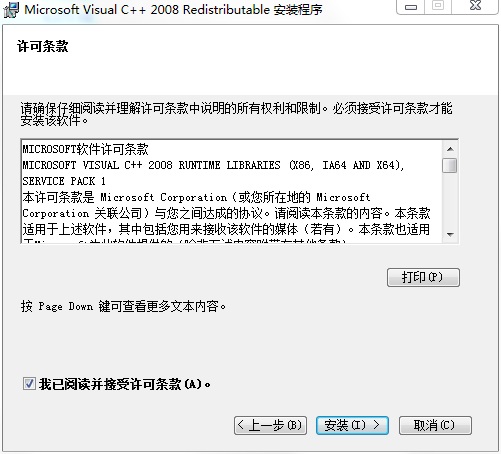 Microsoft Visual C++ 2008 Redistributable 安装程序
许可条款
请确保仔细阅读并理解许可条款中说明的所有权利和限制。必须接受许可条款才能
安装该软件。
MICROSOFT软件许可条款
MICROSOFT VISUAL C++ 2008 RUNTIME LIBRARIES (X86, IA64 AND X64),
SERVICE PACK 1
本许可条款是 Microsoft Corporation（或您所在地的 Microsoft
Corporation 关联公司）与您之间达成的协议。请阅读本条款的内容。本条款
适用于上述软件，其中包括您用来接收该软件的媒体（若有）。本条款也适用
打印(P)
按 Page Down 键可查看更多文本内容。
我已阅读并接受许可条款(A)。
< 上一步(B)
安装(I) >
取消(C)